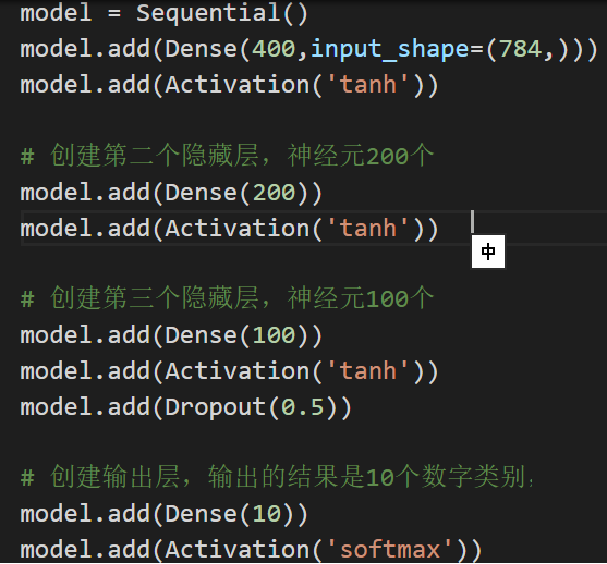 model = Sequential()
model.add(Dense(400,input_shape=(784,)))
model.add(Activation('tanh'))
# 创建第二个隐藏层，神经元200个
model.add(Dense(200))
model.add(Activation('tanh'))
中
# 创建第三个隐藏层，神经元100个
model.add(Dense(100))
model.add(Activation('tanh'))
model.add(Dropout(0.5))
# 创建输出层，输出的结果是10个数字类别，
model.add(Dense(10))
model.add(Activation('softmax'))